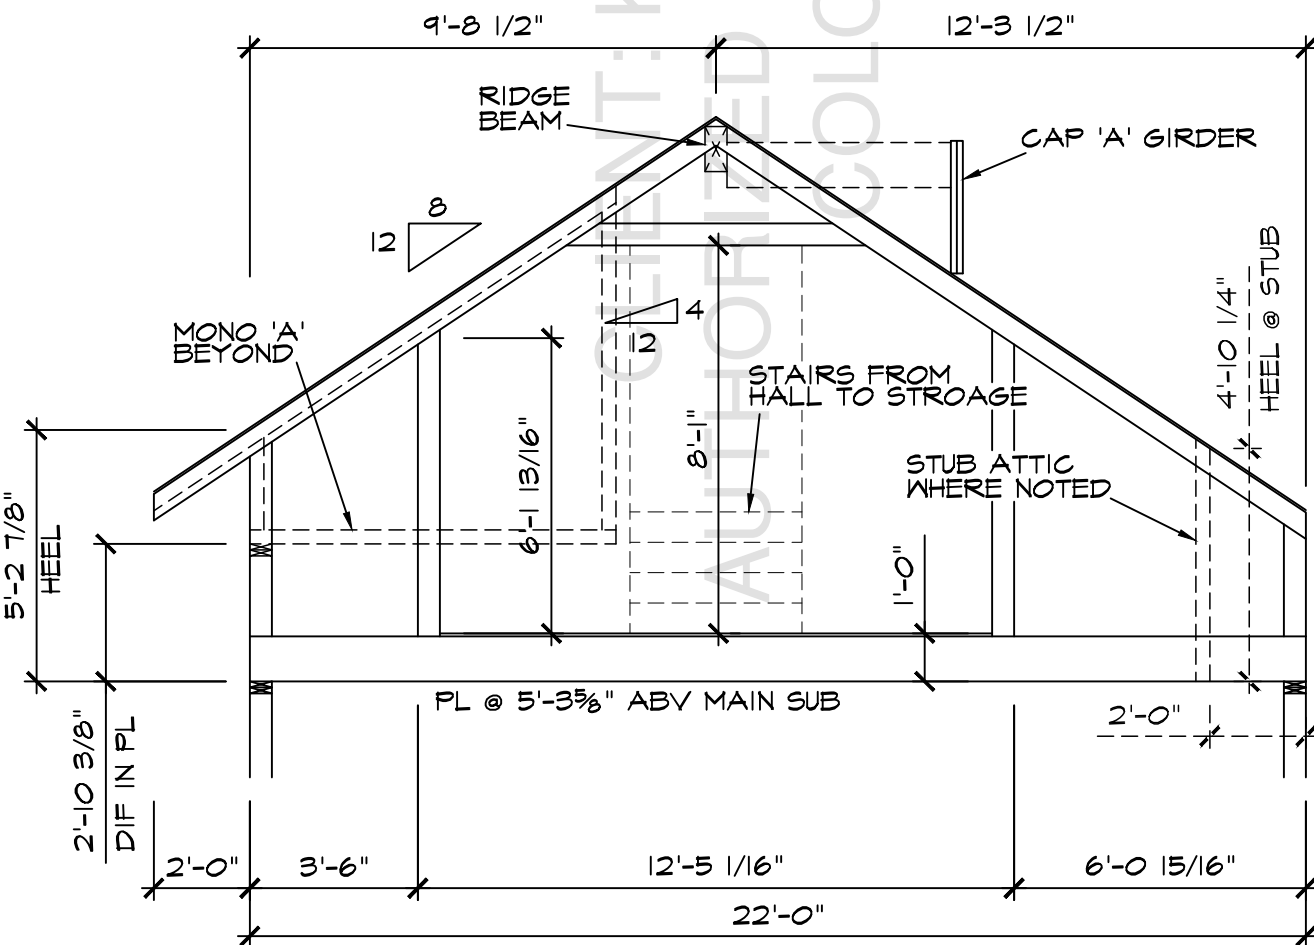 9'-8 1/2"
12'-3 1/2"
CLIENT:
AUTHORIZED
COLO
RIDGE
BEAM
CAP 'A' GIRDER
8
12
4
12
MONO 'A'
BEYOND
4'-10 1/4"
HEEL @ STUB
STAIRS FROM
HALL TO STROAGE
6'-1 13/16"
8'-1"
STUB ATTIC
WHERE NOTED
5'-2 7/8"
HEEL
1'-0"
PL @ 5'-3⅝" ABV MAIN SUB
2'-0"
2'-10 3/8"
DIF IN PL
2'-0"
3'-6"
12'-5 1/16"
6'-0 15/16"
22'-0"